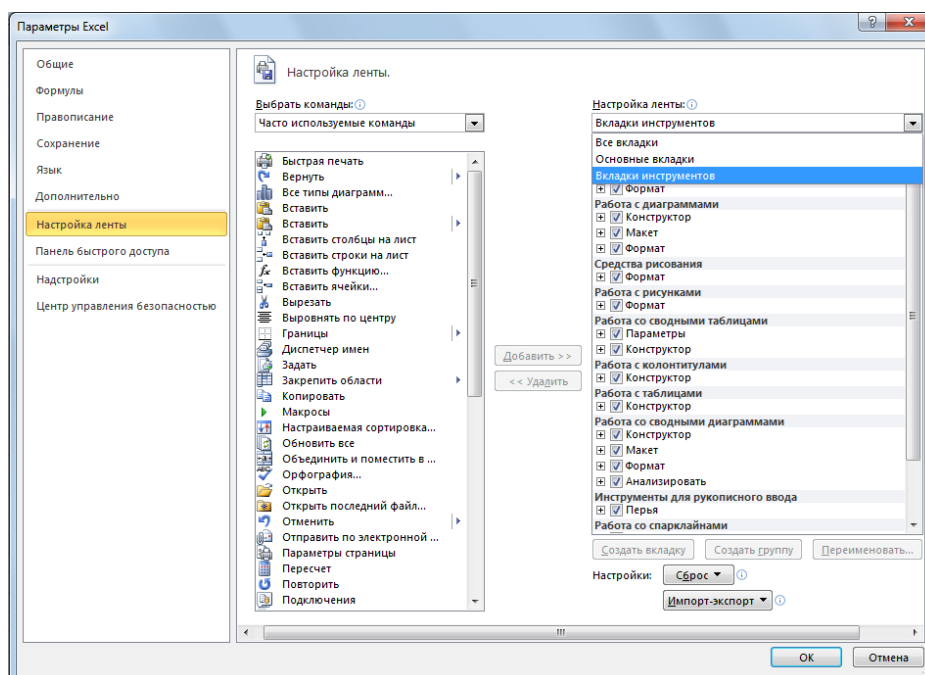 Параметры Excel
Общие
Формулы
Правописание
Сохранение
Язык
Дополнительно
Настройка ленты
Панель быстрого доступа
Надстройки
Центр управления безопасностью
Настройка ленты.
Выбрать команды:
Часто используемые команды
Быстрая печать
Вернуть
Все типы диаграмм...
Вставить
Вставить
Вставить столбцы на лист
Вставить строки на лист
Вставить функцию...
Вставить ячейки...
Вырезать
Выровнять по центру
Границы
Диспетчер имен
Задать
Закрепить области
Копировать
Макросы
Настраиваемая сортировка...
Обновить все
Объединить и поместить в ...
Орфография...
Открыть
Открыть последний файл...
Отменить
Отправить по электронной ...
Параметры страницы
Пересчет
Повторить
Подключения
Добавить >>
<< Удалить
Настройка ленты:
Вкладки инструментов
Все вкладки
Основные вкладки
Вкладки инструментов
Формат
Работа с диаграммами
Конструктор
Макет
Формат
Средства рисования
Формат
Работа с рисунками
Формат
Работа со сводными таблицами
Параметры
Конструктор
Работа с колонтитулами
Конструктор
Работа с таблицами
Конструктор
Работа со сводными диаграммами
Конструктор
Макет
Формат
Анализировать
Инструменты для рукописного ввода
Перья
Работа со спарклайнами
Создать вкладку Создать группу Переименовать...
Настройки: Сброс
Импорт-экспорт
ОК Отмена